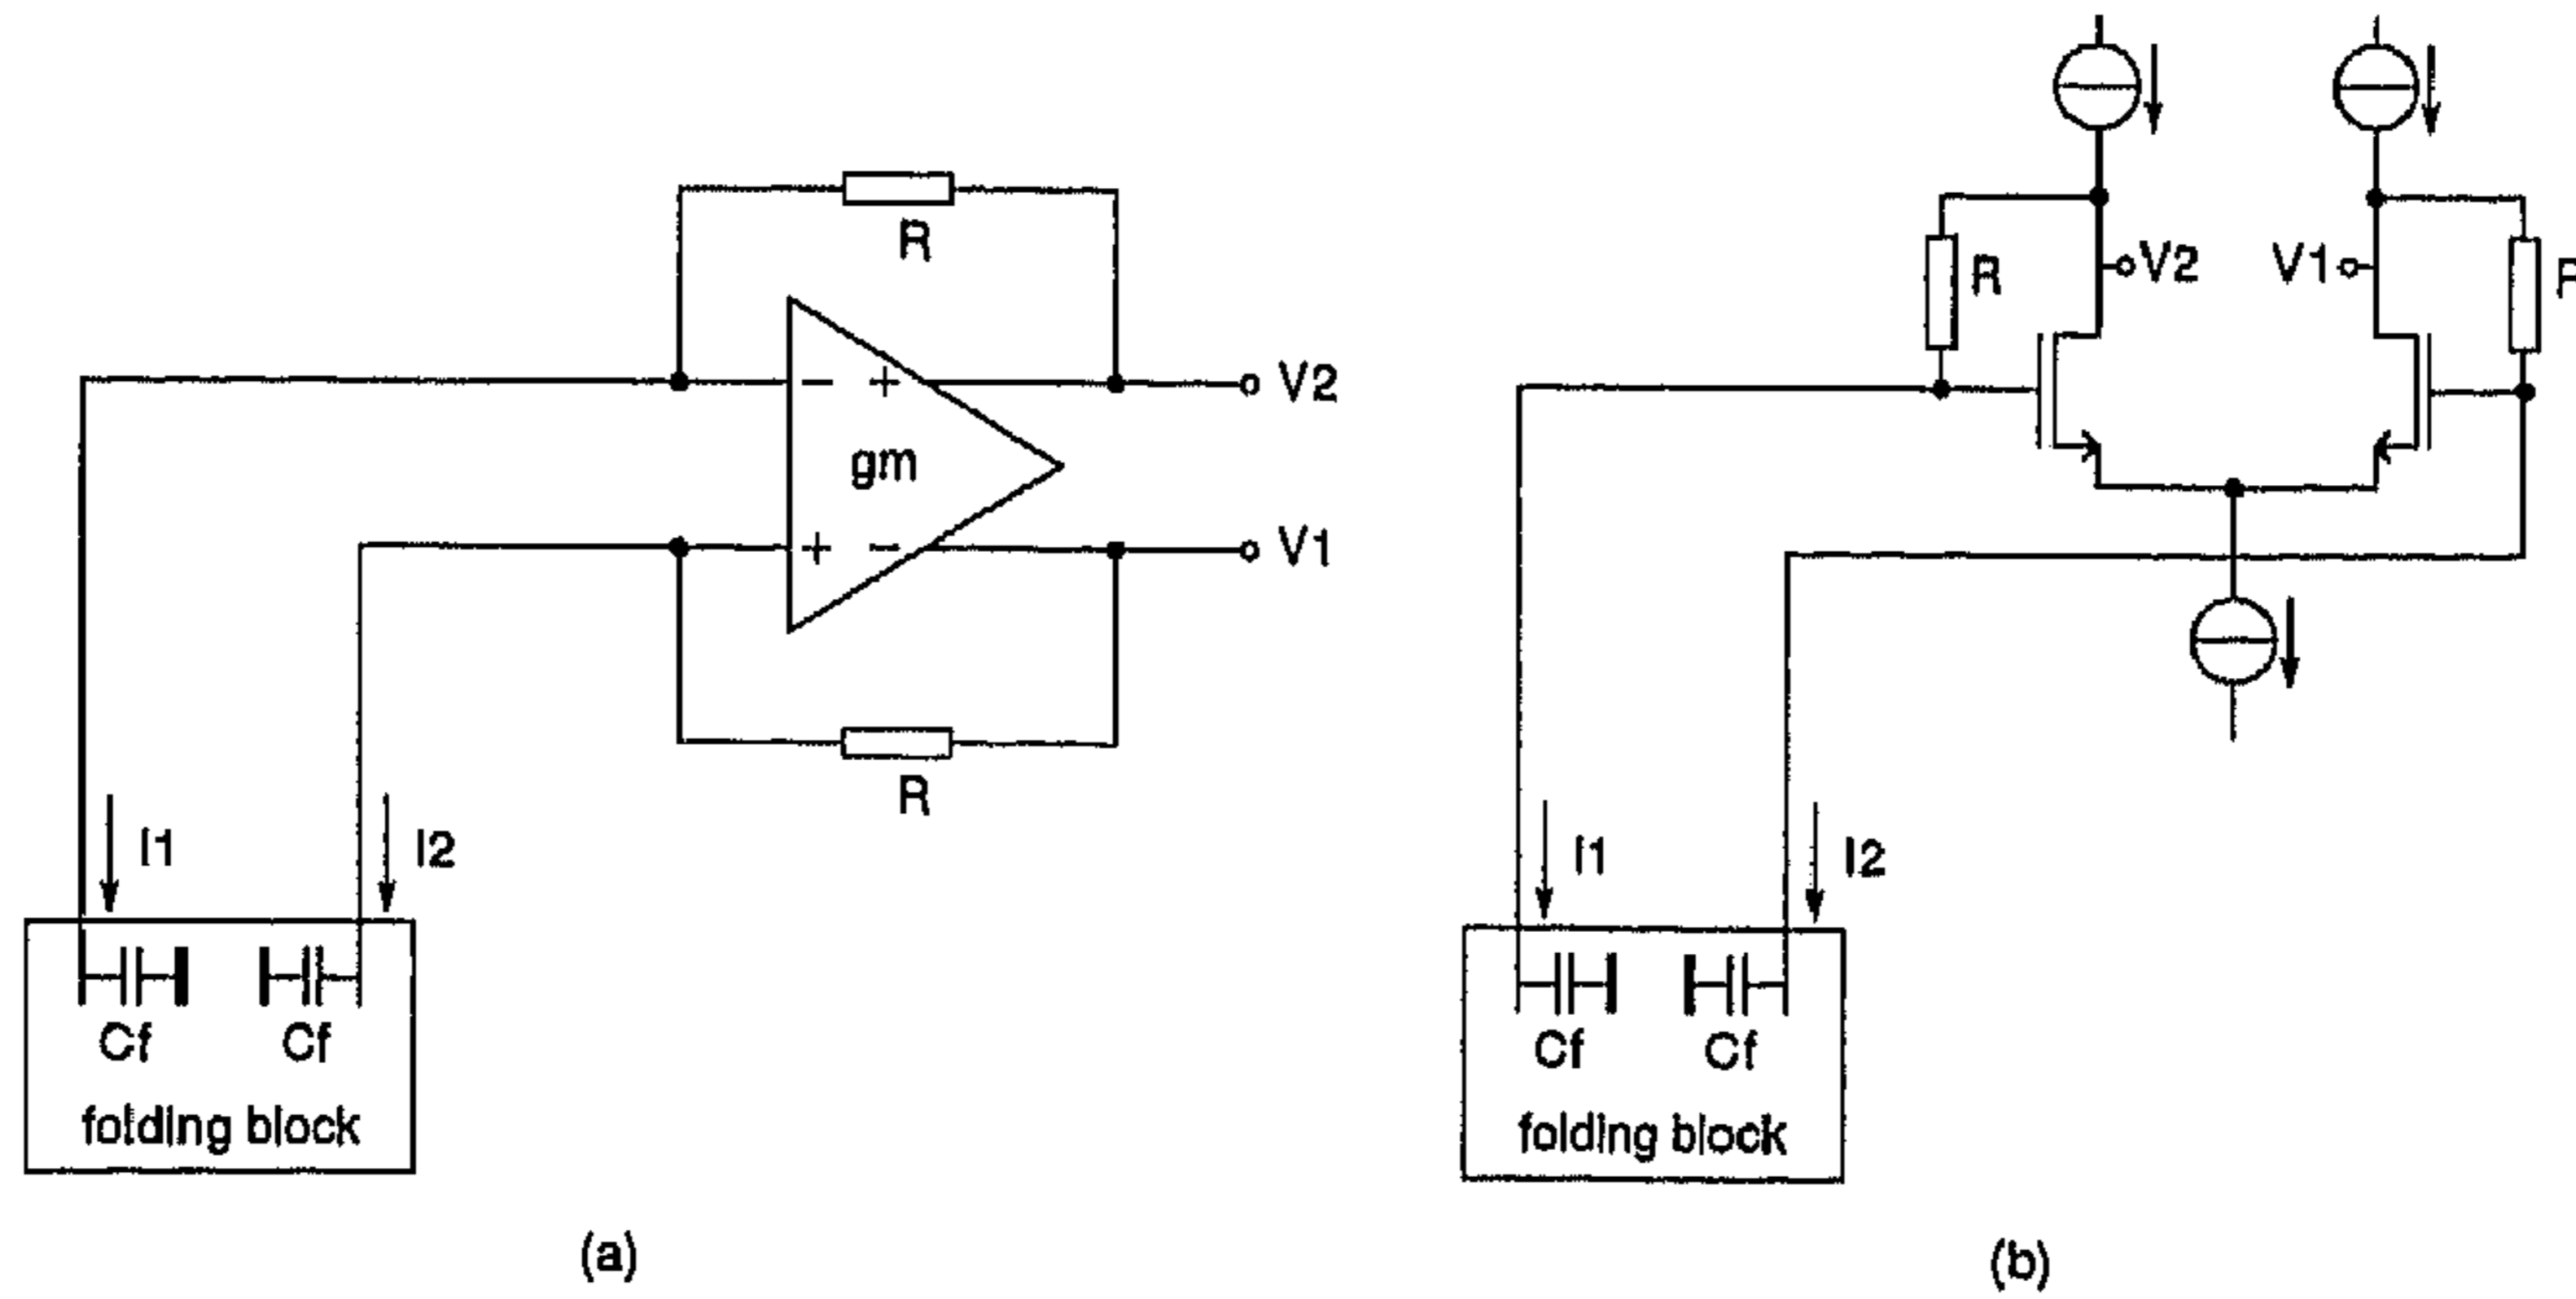 R
V2
gm
V1
R
I1
I2
Cf
Cf
folding block
(a)
R
V2
V1
R
I1
I2
Cf
Cf
folding block
(b)